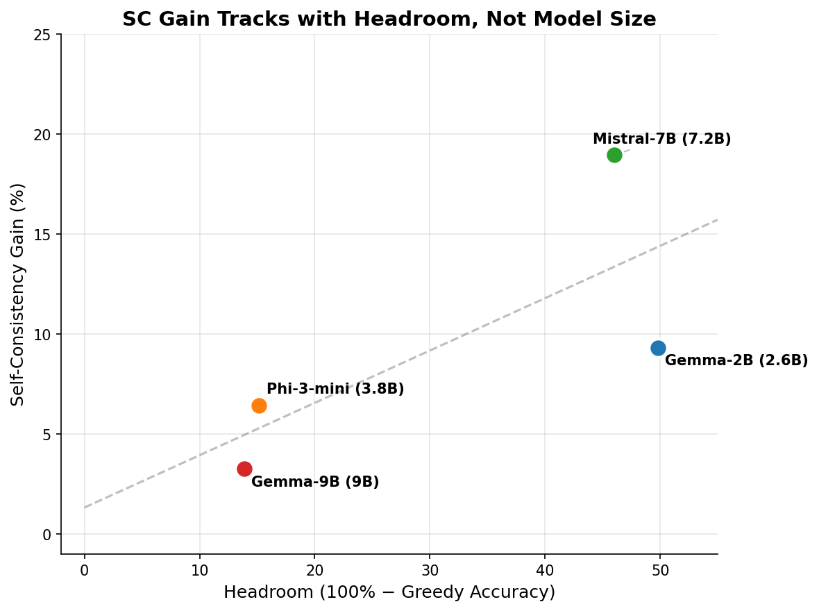 SC Gain Tracks with Headroom, Not Model Size
Self-Consistency Gain (%)
25
20
15
10
5
0
Mistral-7B (7.2B)
Gemma-2B (2.6B)
Phi-3-mini (3.8B)
Gemma-9B (9B)
0 10 20 30 40 50
Headroom (100% − Greedy Accuracy)